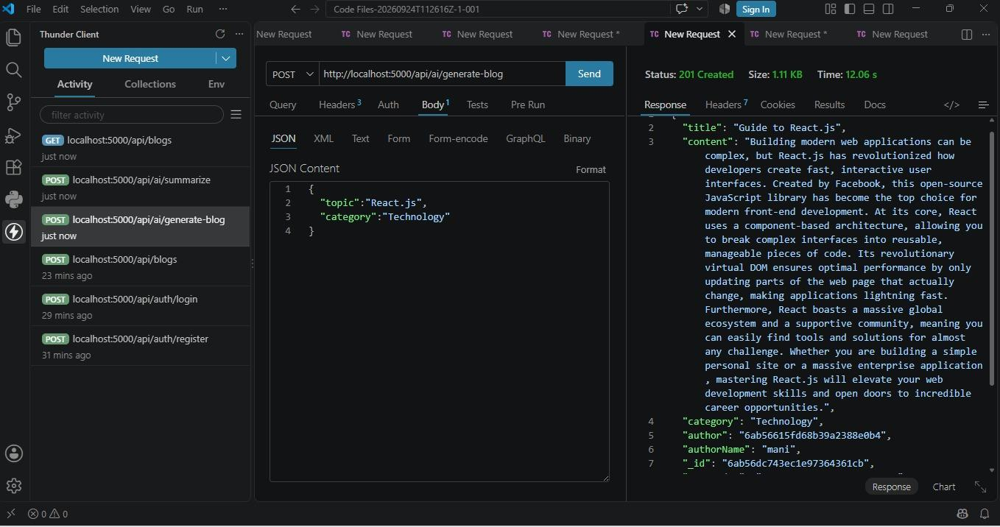 File Edit Selection View Go Run ··· Code Files-20260924T112616Z-1-001 Sign In
Thunder Client
New Request
Activity Collections Env
filter activity
GET localhost:5000/api/blogs
just now
POST localhost:5000/api/ai/summarize
just now
POST localhost:5000/api/ai/generate-blog
just now
POST localhost:5000/api/blogs
23 mins ago
POST localhost:5000/api/auth/login
29 mins ago
POST localhost:5000/api/auth/register
31 mins ago
New Request TC New Request TC New Request TC New Request * TC New Request TC New Request * TC New Request
POST http://localhost:5000/api/ai/generate-blog Send
Query Headers 3 Auth Body 1 Tests Pre Run
JSON XML Text Form Form-encode GraphQL Binary
JSON Content Format
1 {
2 "topic":"React.js",
3 "category":"Technology"
4 }
Status: 201 Created Size: 1.11 KB Time: 12.06 s
Response Headers 7 Cookies Results Docs </>
2 "title": "Guide to React.js",
3 "content": "Building modern web applications can be
complex, but React.js has revolutionized how
developers create fast, interactive user
interfaces. Created by Facebook, this open-source
JavaScript library has become the top choice for
modern front-end development. At its core, React
uses a component-based architecture, allowing you
to break complex interfaces into reusable,
manageable pieces of code. Its revolutionary
virtual DOM ensures optimal performance by only
updating parts of the web page that actually
change, making applications lightning fast.
Furthermore, React boasts a massive global
ecosystem and a supportive community, meaning you
can easily find tools and solutions for almost
any challenge. Whether you are building a simple
personal site or a massive enterprise application
, mastering React.js will elevate your web
development skills and open doors to incredible
career opportunities.",
4 "category": "Technology",
5 "author": "6ab56615fd68b39a2388e0b4",
6 "authorName": "mani",
7 "_id": "6ab56dc743ec1e97364361cb",
Response Chart
0 0